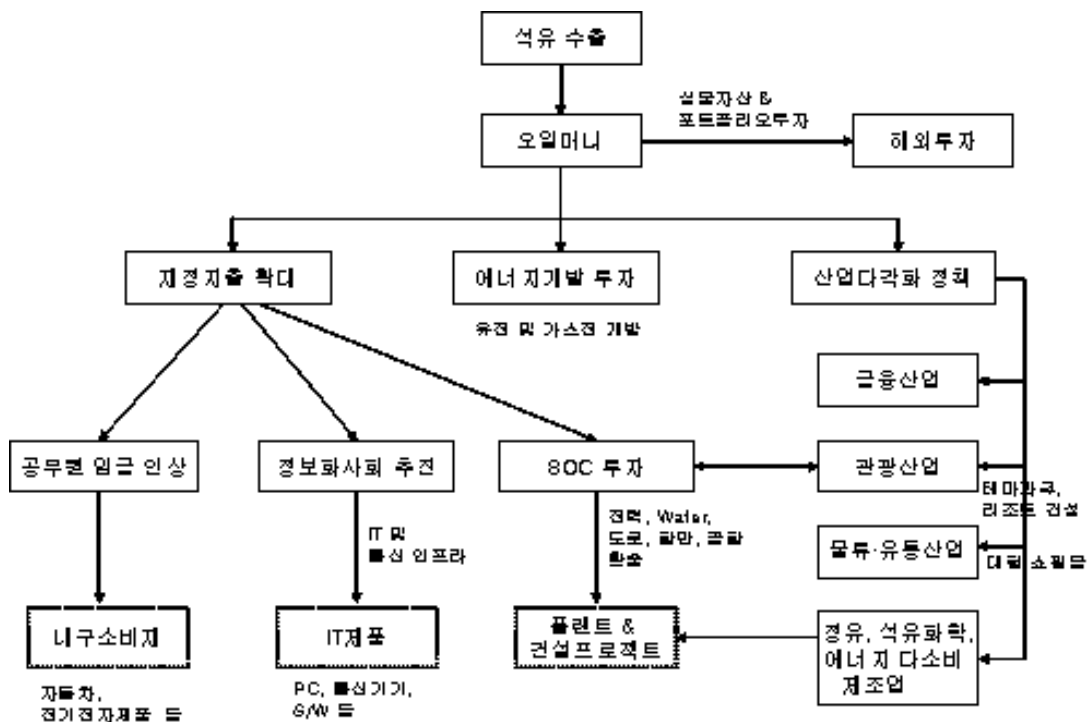 석유 수출
실물자산 &
포트폴리오투자
오일머니
해외투자
재정지출 확대
에너지개발 투자
산업다각화 정책
유전 및 가스전 개발
금융산업
공무원 임금 인상
정보화사회 추진
SOC 투자
관광산업
테마파크,
리조트 건설
IT 및
통신 인프라
전력, Water,
도로, 항만, 공항
확충
물류·유통산업
대형 쇼핑몰
내구소비재
IT제품
플랜트 &
건설프로젝트
정유, 석유화학,
에너지 다소비
제조업
자동차,
전기전자제품 등
PC, 통신기기,
S/W 등